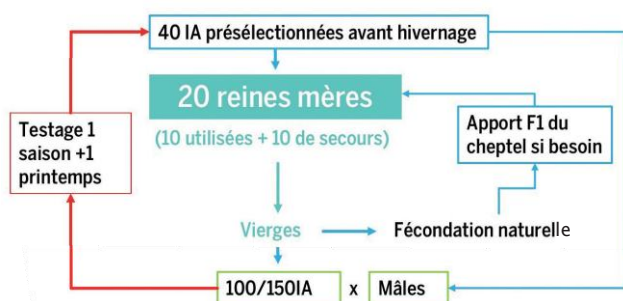 40 IA présélectionnées avant hivernage
20 reines mères
(10 utilisées + 10 de secours)
Testage 1
saison +1
printemps
Apport F1 du
cheptel si besoin
Vierges
Fécondation naturelle
100/150IA x Mâles